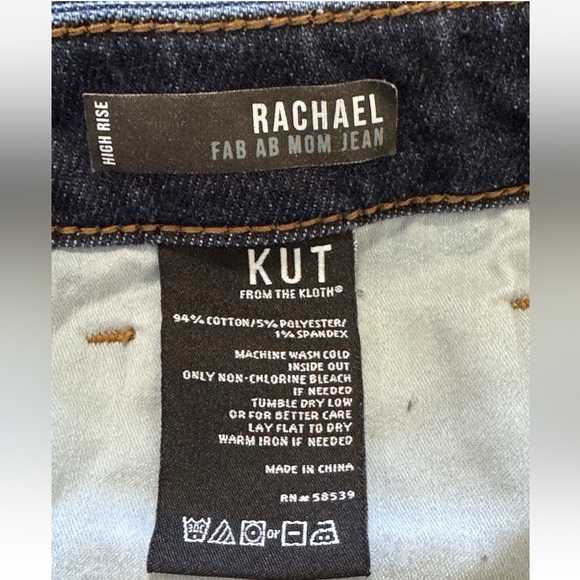 HIGH RISE
RACHAEL
FAB AB MOM JEAN
KUT
FROM THE KLOTH®
94% COTTON/5% POLYESTER/
1% SPANDEX
MACHINE WASH COLD
INSIDE OUT
ONLY NON-CHLORINE BLEACH
IF NEEDED
TUMBLE DRY LOW
OR FOR BETTER CARE
LAY FLAT TO DRY
WARM IRON IF NEEDED
MADE IN CHINA
RN# 58539
30C or